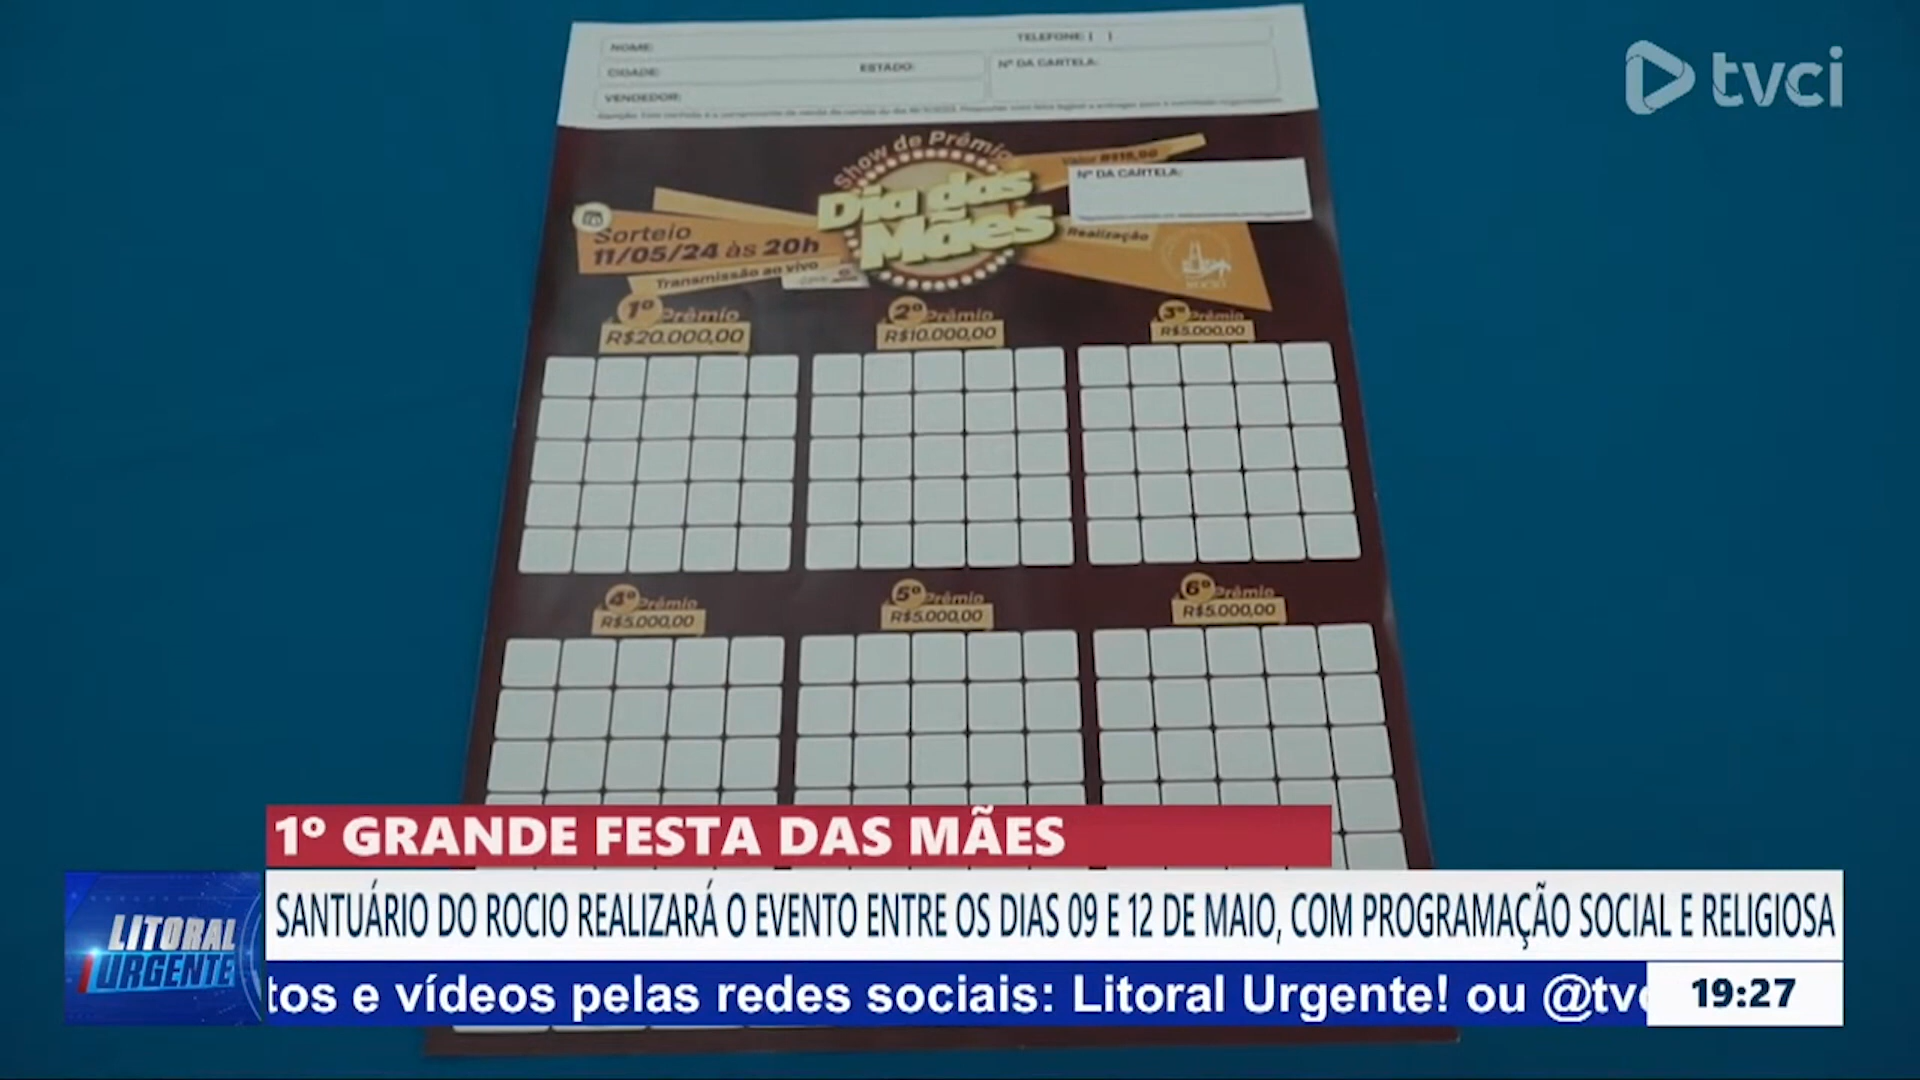 NOME:
TELEFONE: ( )
CIDADE:
ESTADO:
Nº DA CARTELA:
VENDEDOR:
tvci
Show de Prêmio
Dia das
Mães
Nº DA CARTELA:
Sorteio
11/05/24 às 20h
Transmissão ao vivo
Realização
ROCIO
1º Prêmio
R$20.000,00
2º Prêmio
R$10.000,00
3º Prêmio
R$5.000,00
4º Prêmio
R$5.000,00
5º Prêmio
R$5.000,00
6º Prêmio
R$5.000,00
1º GRANDE FESTA DAS MÃES
SANTUÁRIO DO ROCIO REALIZARÁ O EVENTO ENTRE OS DIAS 09 E 12 DE MAIO, COM PROGRAMAÇÃO SOCIAL E RELIGIOSA
LITORAL
URGENTE
tos e vídeos pelas redes sociais: Litoral Urgente! ou @tvc
19:27